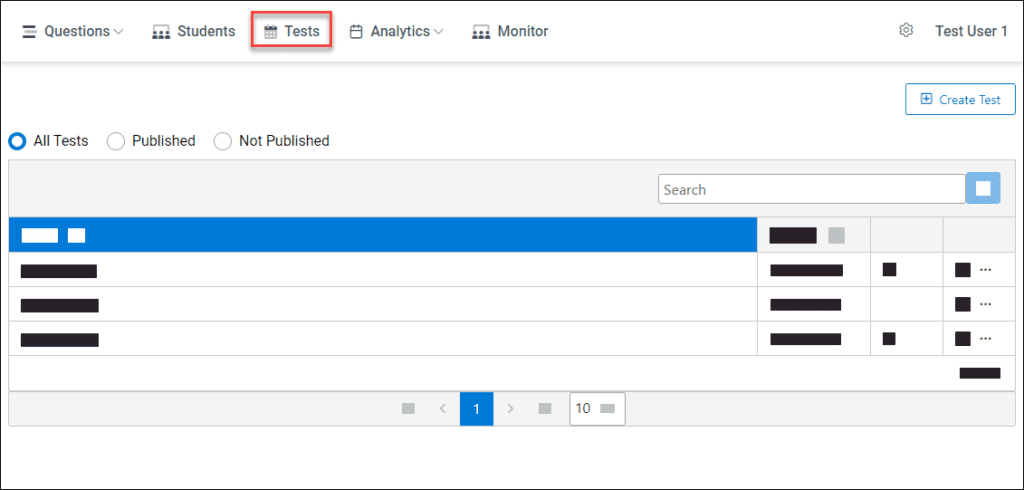 Questions Students Tests Analytics Monitor Test User 1
Create Test
All Tests Published Not Published
Search
1 10